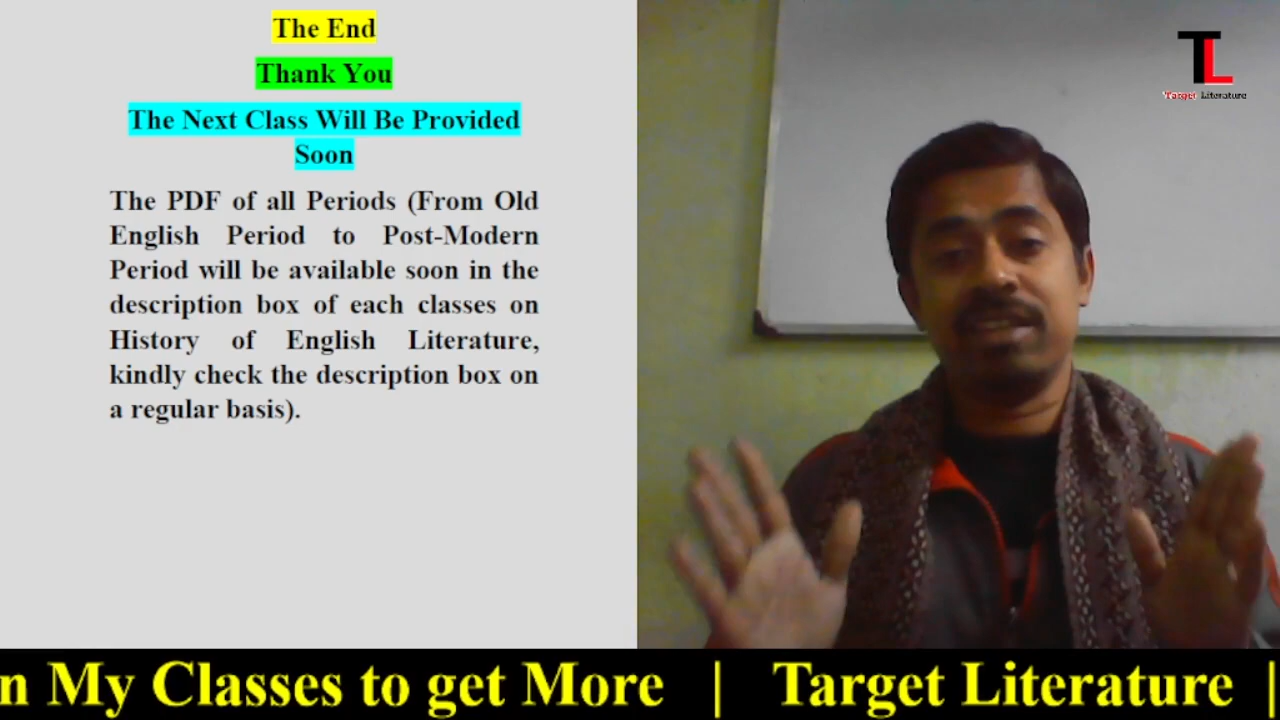 The End
Thank You
The Next Class Will Be Provided
Soon
The PDF of all Periods (From Old
English Period to Post-Modern
Period will be available soon in the
description box of each classes on
History of English Literature,
kindly check the description box on
a regular basis).
TL
Target Literature
n My Classes to get More | Target Literature |